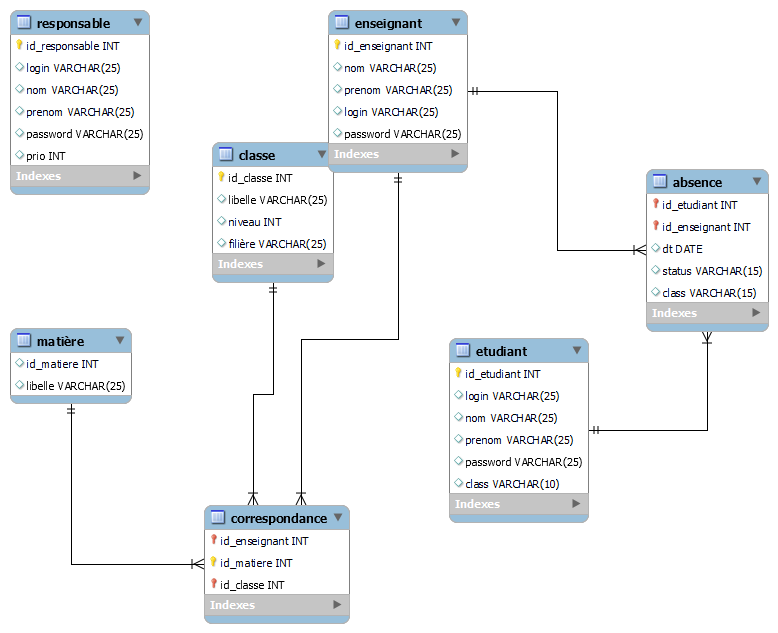 responsable
id_responsable INT
login VARCHAR(25)
nom VARCHAR(25)
prenom VARCHAR(25)
password VARCHAR(25)
prio INT
Indexes
enseignant
id_enseignant INT
nom VARCHAR(25)
prenom VARCHAR(25)
login VARCHAR(25)
password VARCHAR(25)
Indexes
classe
id_classe INT
libelle VARCHAR(25)
niveau INT
filière VARCHAR(25)
Indexes
absence
id_etudiant INT
id_enseignant INT
dt DATE
status VARCHAR(15)
class VARCHAR(15)
Indexes
matière
id_matiere INT
libelle VARCHAR(25)
etudiant
id_etudiant INT
login VARCHAR(25)
nom VARCHAR(25)
prenom VARCHAR(25)
password VARCHAR(25)
class VARCHAR(10)
Indexes
correspondance
id_enseignant INT
id_matiere INT
id_classe INT
Indexes